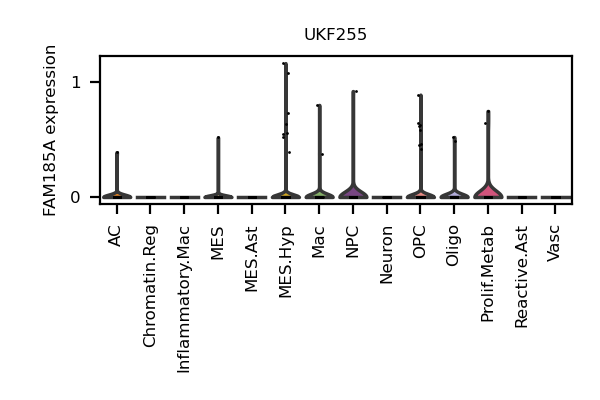 UKF255
FAM185A expression
1
0
AC
Chromatin.Reg
Inflammatory.Mac
MES
MES.Ast
MES.Hyp
Mac
NPC
Neuron
OPC
Oligo
Prolif.Metab
Reactive.Ast
Vasc